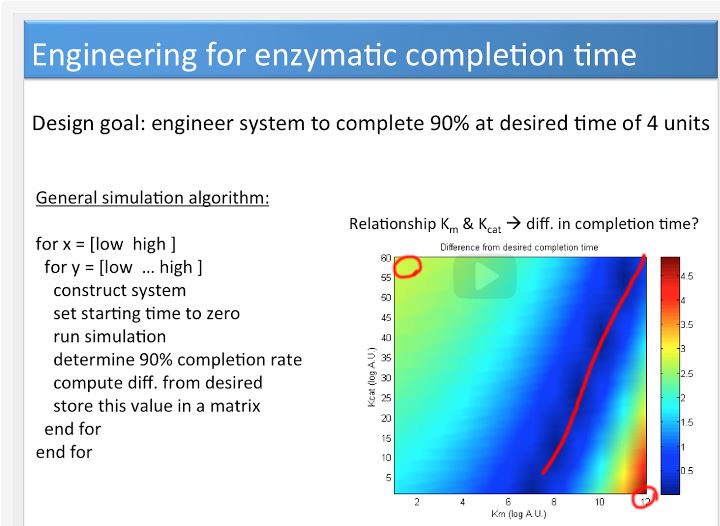 Engineering for enzymatic completion time
Design goal: engineer system to complete 90% at desired time of 4 units
General simulation algorithm:
for x = [low  high ]
for y = [low  ... high ]
construct system
set starting time to zero
run simulation
determine 90% completion rate
compute diff. from desired
store this value in a matrix
end for
end for
Relationship Km & Kcat → diff. in completion time?
Difference from desired completion time
60
55
50
45
40
35
30
25
20
15
10
5
Kcat (log A.U.)
2 4 6 8 10 12
Km (log A.U.)
4.5
4
3.5
3
2.5
2
1.5
1
0.5